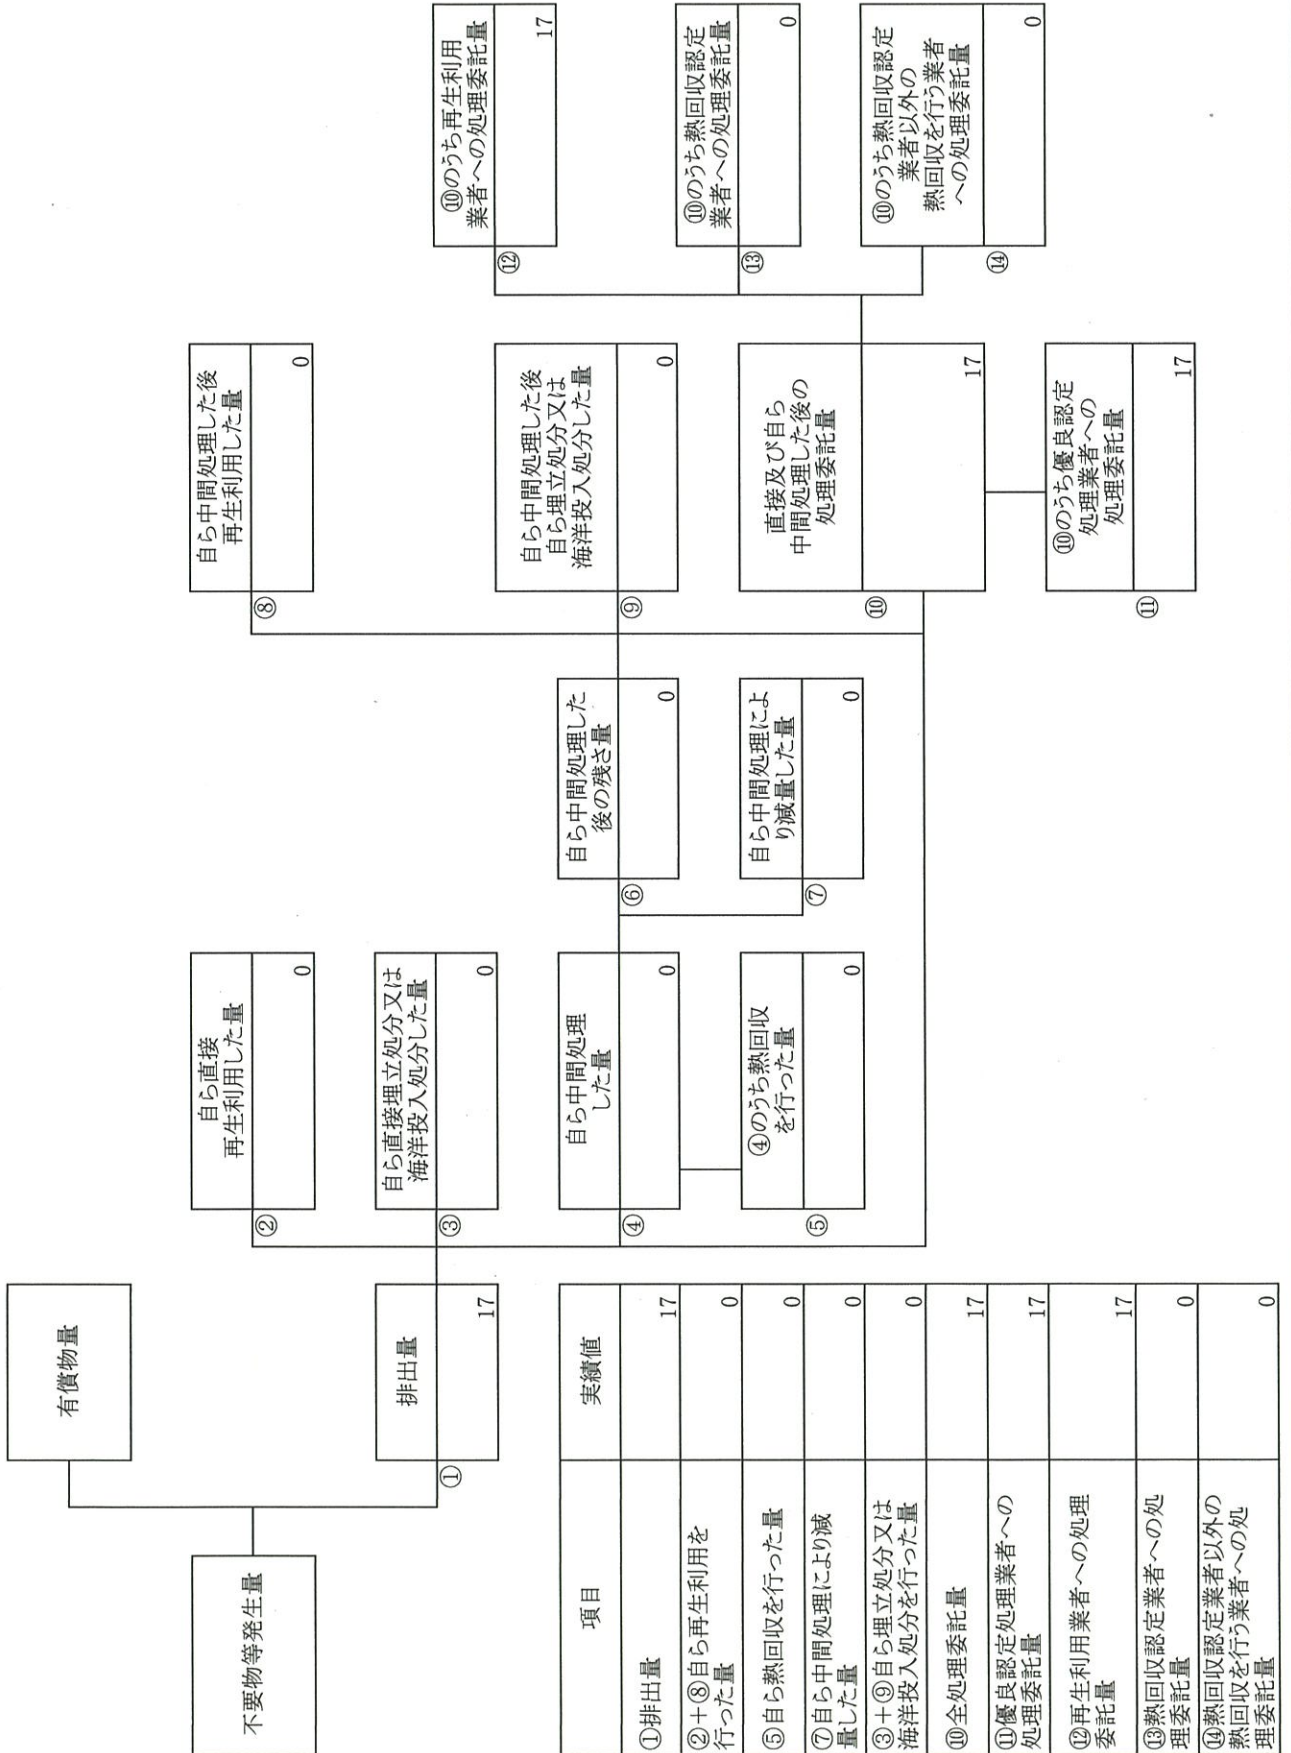 不要物等発生量
有償物量
①
排出量
17
②
自ら直接
再生利用した量
0
③
自ら直接埋立処分又は
海洋投入処分した量
0
④
自ら中間処理
した量
0
⑤
④のうち熱回収
を行った量
0
⑥
自ら中間処理した
後の残さ量
0
⑦
自ら中間処理によ
り減量した量
0
⑧
自ら中間処理した後
再生利用した量
0
⑨
自ら中間処理した後
自ら埋立処分又は
海洋投入処分した量
0
⑩
直接及び自ら
中間処理した後の
処理委託量
17
⑪
⑩のうち優良認定
処理業者への
処理委託量
17
⑫
⑩のうち再生利用
業者への処理委託量
17
⑬
⑩のうち熱回収認定
業者への処理委託量
0
⑭
⑩のうち熱回収認定
業者以外の
熱回収を行う業者
への処理委託量
0
項目 実績値
①排出量 17
②+⑧自ら再生利用を
行った量 0
⑤自ら熱回収を行った量 0
⑦自ら中間処理により減
量した量 0
③+⑨自ら埋立処分又は
海洋投入処分を行った量 0
⑩全処理委託量 17
⑪優良認定処理業者への
処理委託量 17
⑫再生利用業者への処理
委託量 17
⑬熱回収認定業者への処
理委託量 0
⑭熱回収認定業者以外の
熱回収を行う業者への処
理委託量 0